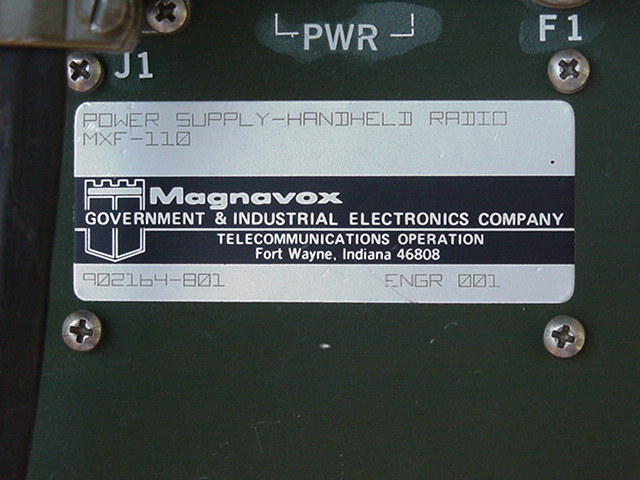 PWR
F1
J1
POWER SUPPLY-HANDHELD RADIO
MXF-110
Magnavox
GOVERNMENT & INDUSTRIAL ELECTRONICS COMPANY
TELECOMMUNICATIONS OPERATION
Fort Wayne, Indiana 46808
902164-801 ENGR 001